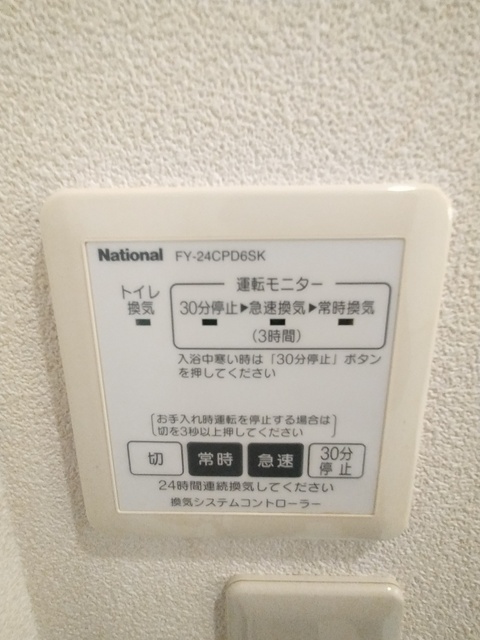 National FY-24CPD6SK
運転モニター
トイレ
換気
30分停止▶急速換気▶常時換気
(3時間)
入浴中寒い時は「30分停止」ボタン
を押してください
お手入れ時運転を停止する場合は
切を3秒以上押してください
切 常時 急速 30分
停止
24時間連続換気してください
換気システムコントローラー